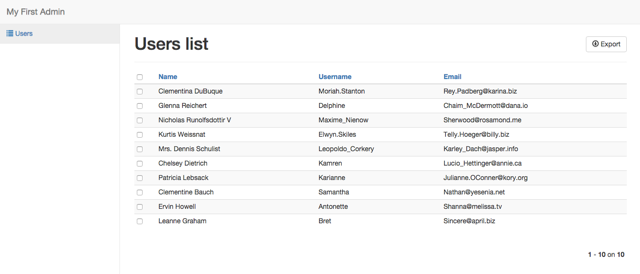 My First Admin
Users
Users list
Export
Name Username Email
Clementina DuBuque Moriah.Stanton Rey.Padberg@karina.biz
Glenna Reichert Delphine Chaim_McDermott@dana.io
Nicholas Runolfsdottir V Maxime_Nienow Sherwood@rosamond.me
Kurtis Weissnat Elwyn.Skiles Telly.Hoeger@billy.biz
Mrs. Dennis Schulist Leopoldo_Corkery Karley_Dach@jasper.info
Chelsey Dietrich Kamren Lucio_Hettinger@annie.ca
Patricia Lebsack Karianne Julianne.OConner@kory.org
Clementine Bauch Samantha Nathan@yesenia.net
Ervin Howell Antonette Shanna@melissa.tv
Leanne Graham Bret Sincere@april.biz
1 - 10 on 10